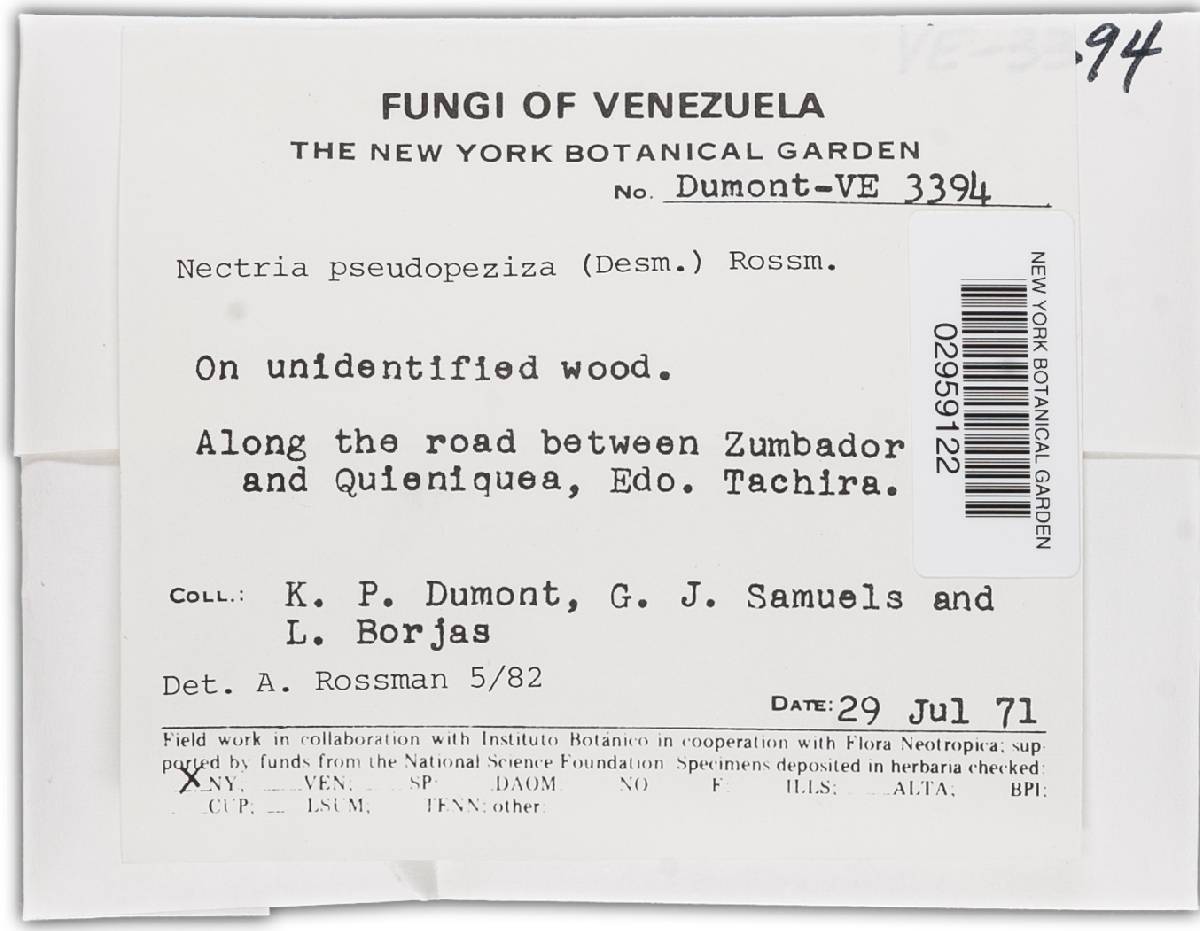 VE-33
94
FUNGI OF VENEZUELA
THE NEW YORK BOTANICAL GARDEN
No. Dumont-VE 3394
Nectria pseudopeziza (Desm.) Rossm.
On unidentified wood.
Along the road between Zumbador
and Quieniquea, Edo. Tachira.
NEW YORK BOTANICAL GARDEN
02959122
COLL.: K. P. Dumont, G. J. Samuels and
L. Borjas
Det. A. Rossman 5/82
DATE: 29 Jul 71
Field work in collaboration with Instituto Botánico in cooperation with Flora Neotropica; sup-
ported by funds from the National Science Foundation Specimens deposited in herbaria checked:
X NY; VEN; SP DAOM NO F ILLS; ALTA; BPI;
CUP; LSUM; TENN; other: